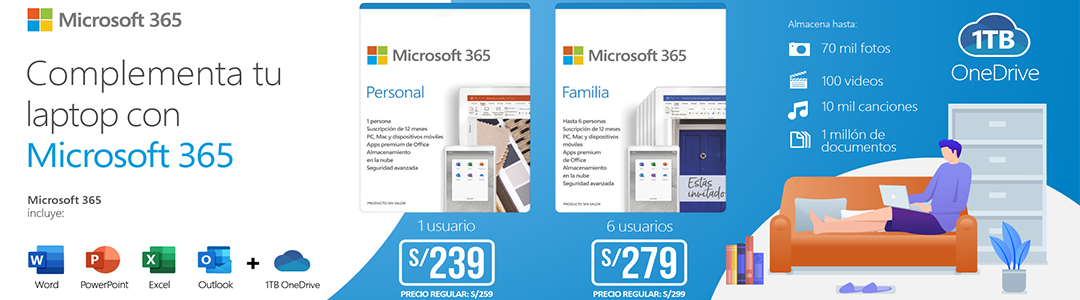 Microsoft 365
Complementa tu
laptop con
Microsoft 365
Microsoft 365
incluye:
Word
PowerPoint
Excel
Outlook
+
1TB OneDrive
Microsoft 365
Personal
1 persona
Suscripción de 12 meses
PC, Mac y dispositivos
móviles
Apps premium
de Office
Almacenamiento
en la nube
Seguridad avanzada
PRODUCTO SIN VALOR
1 usuario
S/239
PRECIO REGULAR: S/259
Microsoft 365
Familia
Hasta 6 personas
Suscripción de 12 meses
PC, Mac y dispositivos
móviles
Apps premium
de Office
Almacenamiento
en la nube
Seguridad avanzada
PRODUCTO SIN VALOR
Estás
invitado
6 usuarios
S/279
PRECIO REGULAR: S/299
Almacena hasta:
70 mil fotos
100 videos
10 mil canciones
1 millón de
documentos
1TB
OneDrive